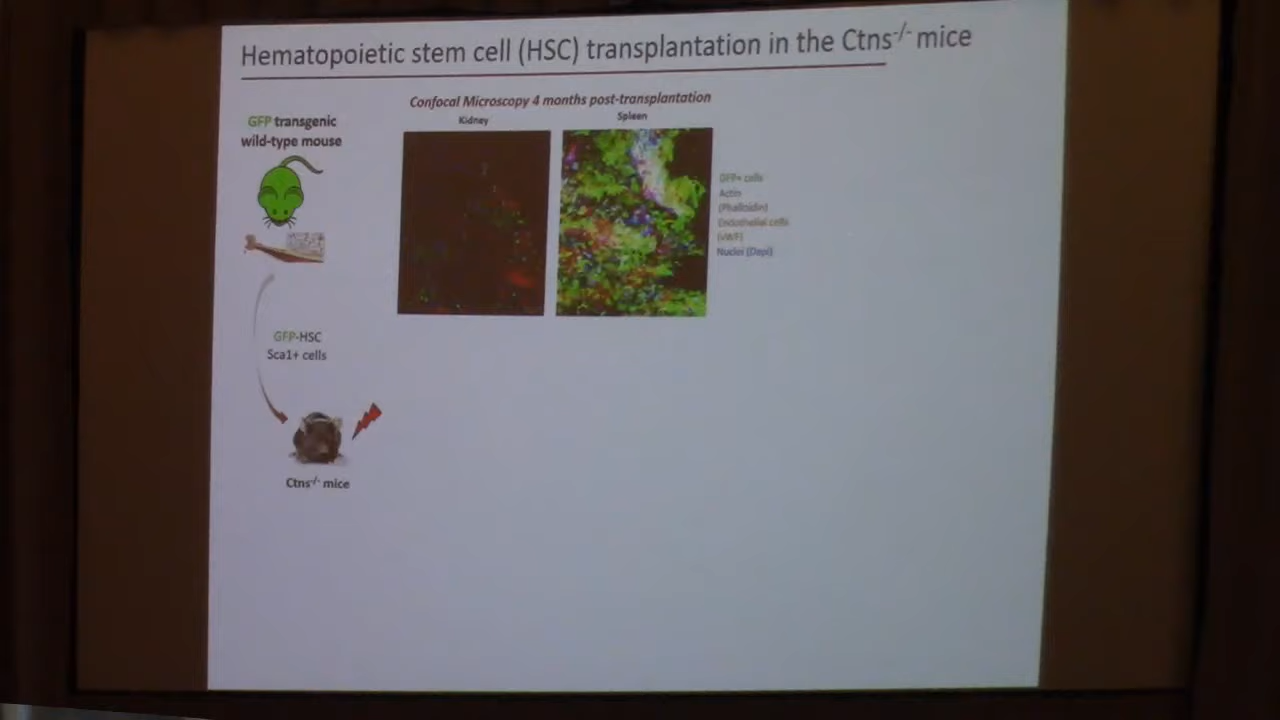 Hematopoietic stem cell (HSC) transplantation in the Ctns-/- mice
Confocal Microscopy 4 months post-transplantation
Kidney
Spleen
GFP transgenic
wild-type mouse
GFP+ cells
Actin
(Phalloidin)
Endothelial cells
(vWF)
Nuclei (Dapi)
GFP-HSC
Sca1+ cells
Ctns-/- mice